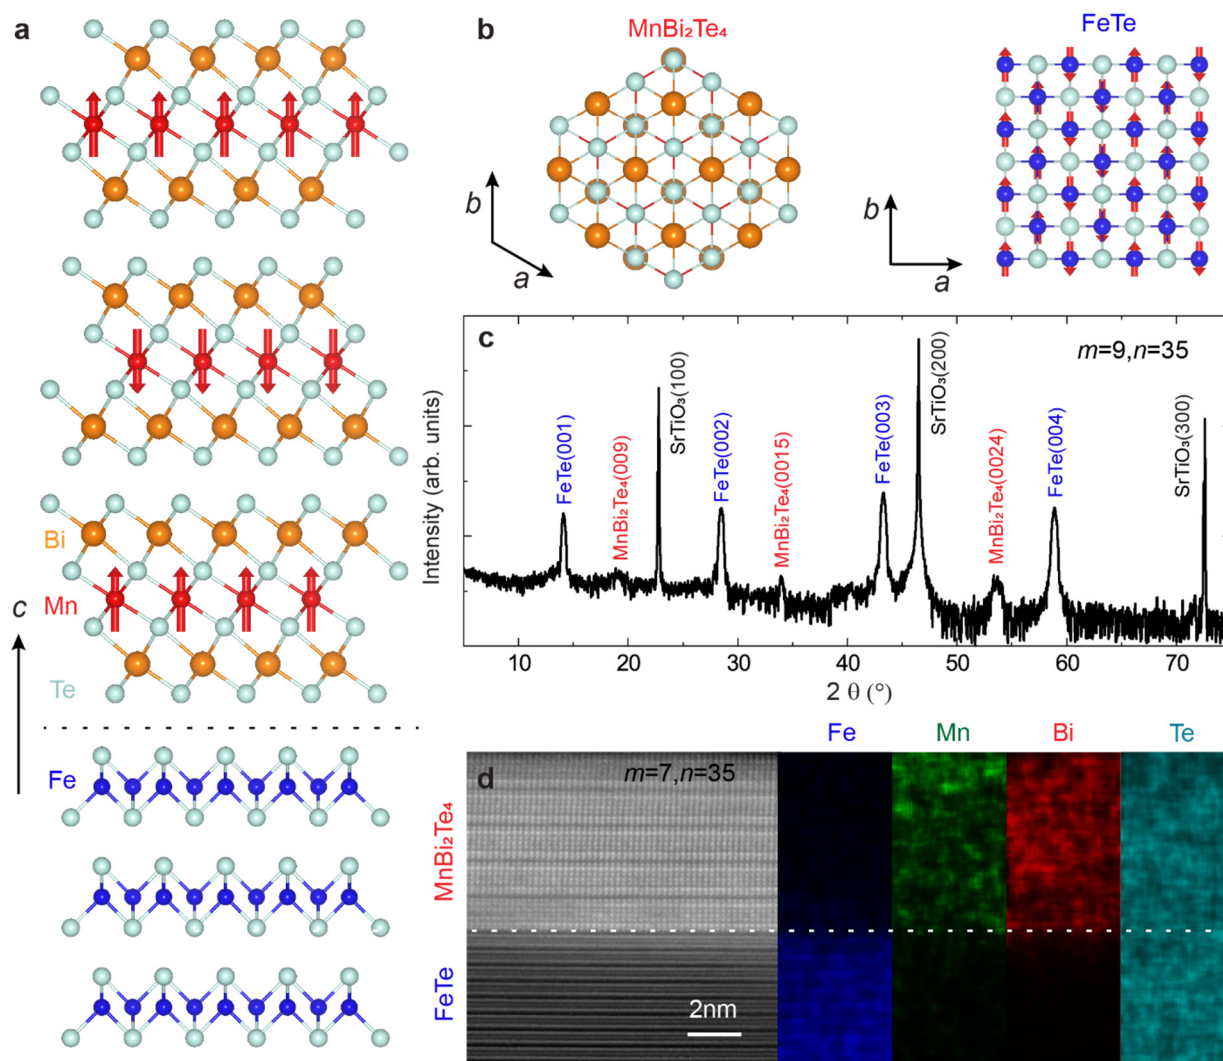 a
Bi
Mn
c
Te
Fe
b
MnBi₂Te₄
FeTe
b
a
b
a
c
m=9,n=35
Intensity (arb. units)
FeTe(001)
MnBi₂Te₄(009)
SrTiO₃(100)
FeTe(002)
MnBi₂Te₄(0015)
FeTe(003)
SrTiO₃(200)
MnBi₂Te₄(0024)
FeTe(004)
SrTiO₃(300)
10 20 30 40 50 60 70
2 θ (°)
Fe Mn Bi Te
d
m=7,n=35
MnBi₂Te₄
FeTe
2nm